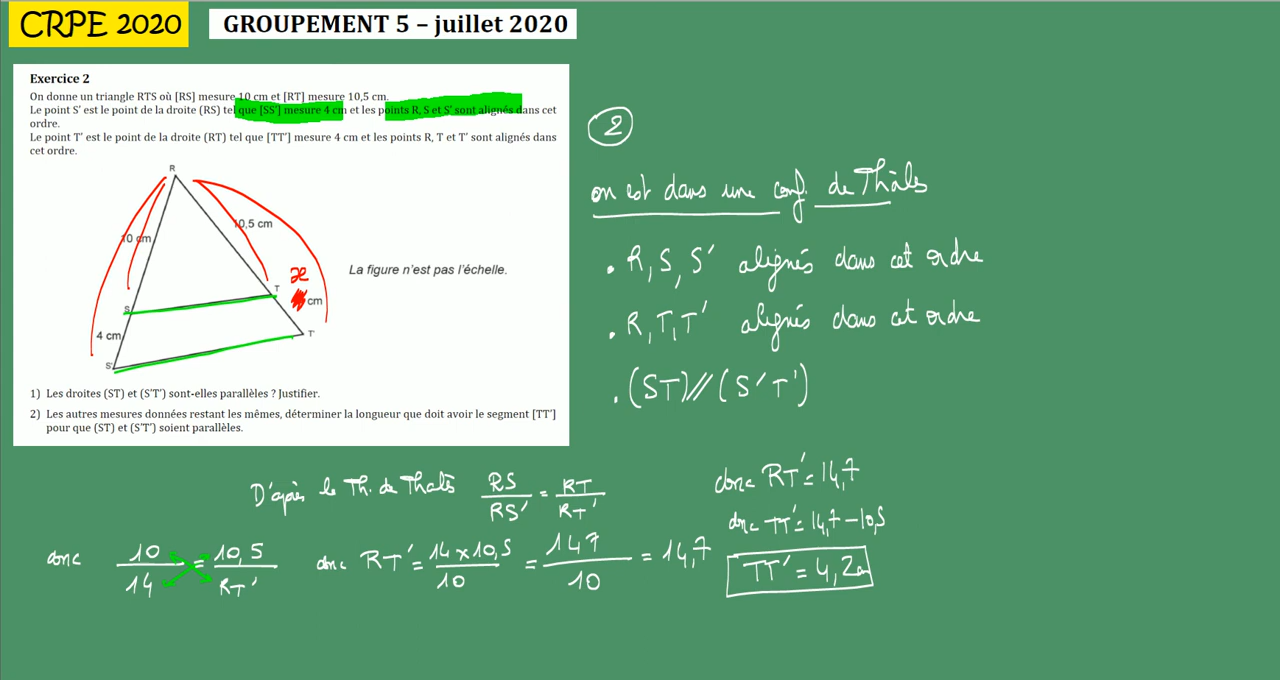 CRPE 2020
GROUPEMENT 5 – juillet 2020
Exercice 2
On donne un triangle RTS où [RS] mesure 10 cm et [RT] mesure 10,5 cm.
Le point S' est le point de la droite (RS) tel que [SS'] mesure 4 cm et les points R, S et S' sont alignés dans cet
ordre.
Le point T' est le point de la droite (RT) tel que [TT'] mesure 4 cm et les points R, T et T' sont alignés dans
cet ordre.
R
10 cm
10,5 cm
La figure n'est pas l'échelle.
x
T
cm
S
4 cm
T'
S'
1) Les droites (ST) et (S'T') sont-elles parallèles ? Justifier.
2) Les autres mesures données restant les mêmes, déterminer la longueur que doit avoir le segment [TT']
pour que (ST) et (S'T') soient parallèles.
2
on est dans une conf. de Thalès
. R, S, S' alignés dans cet ordre
. R, T, T' alignés dans cet ordre
. (ST) // (S'T')
D'après le Th. de Thalès RS/RS' = RT/RT'
donc 10/14 = 10,5/RT' donc RT' = 14 x 10,5/10 = 147/10 = 14,7
donc RT' = 14,7
donc TT' = 14,7 - 10,5
TT' = 4,2 cm